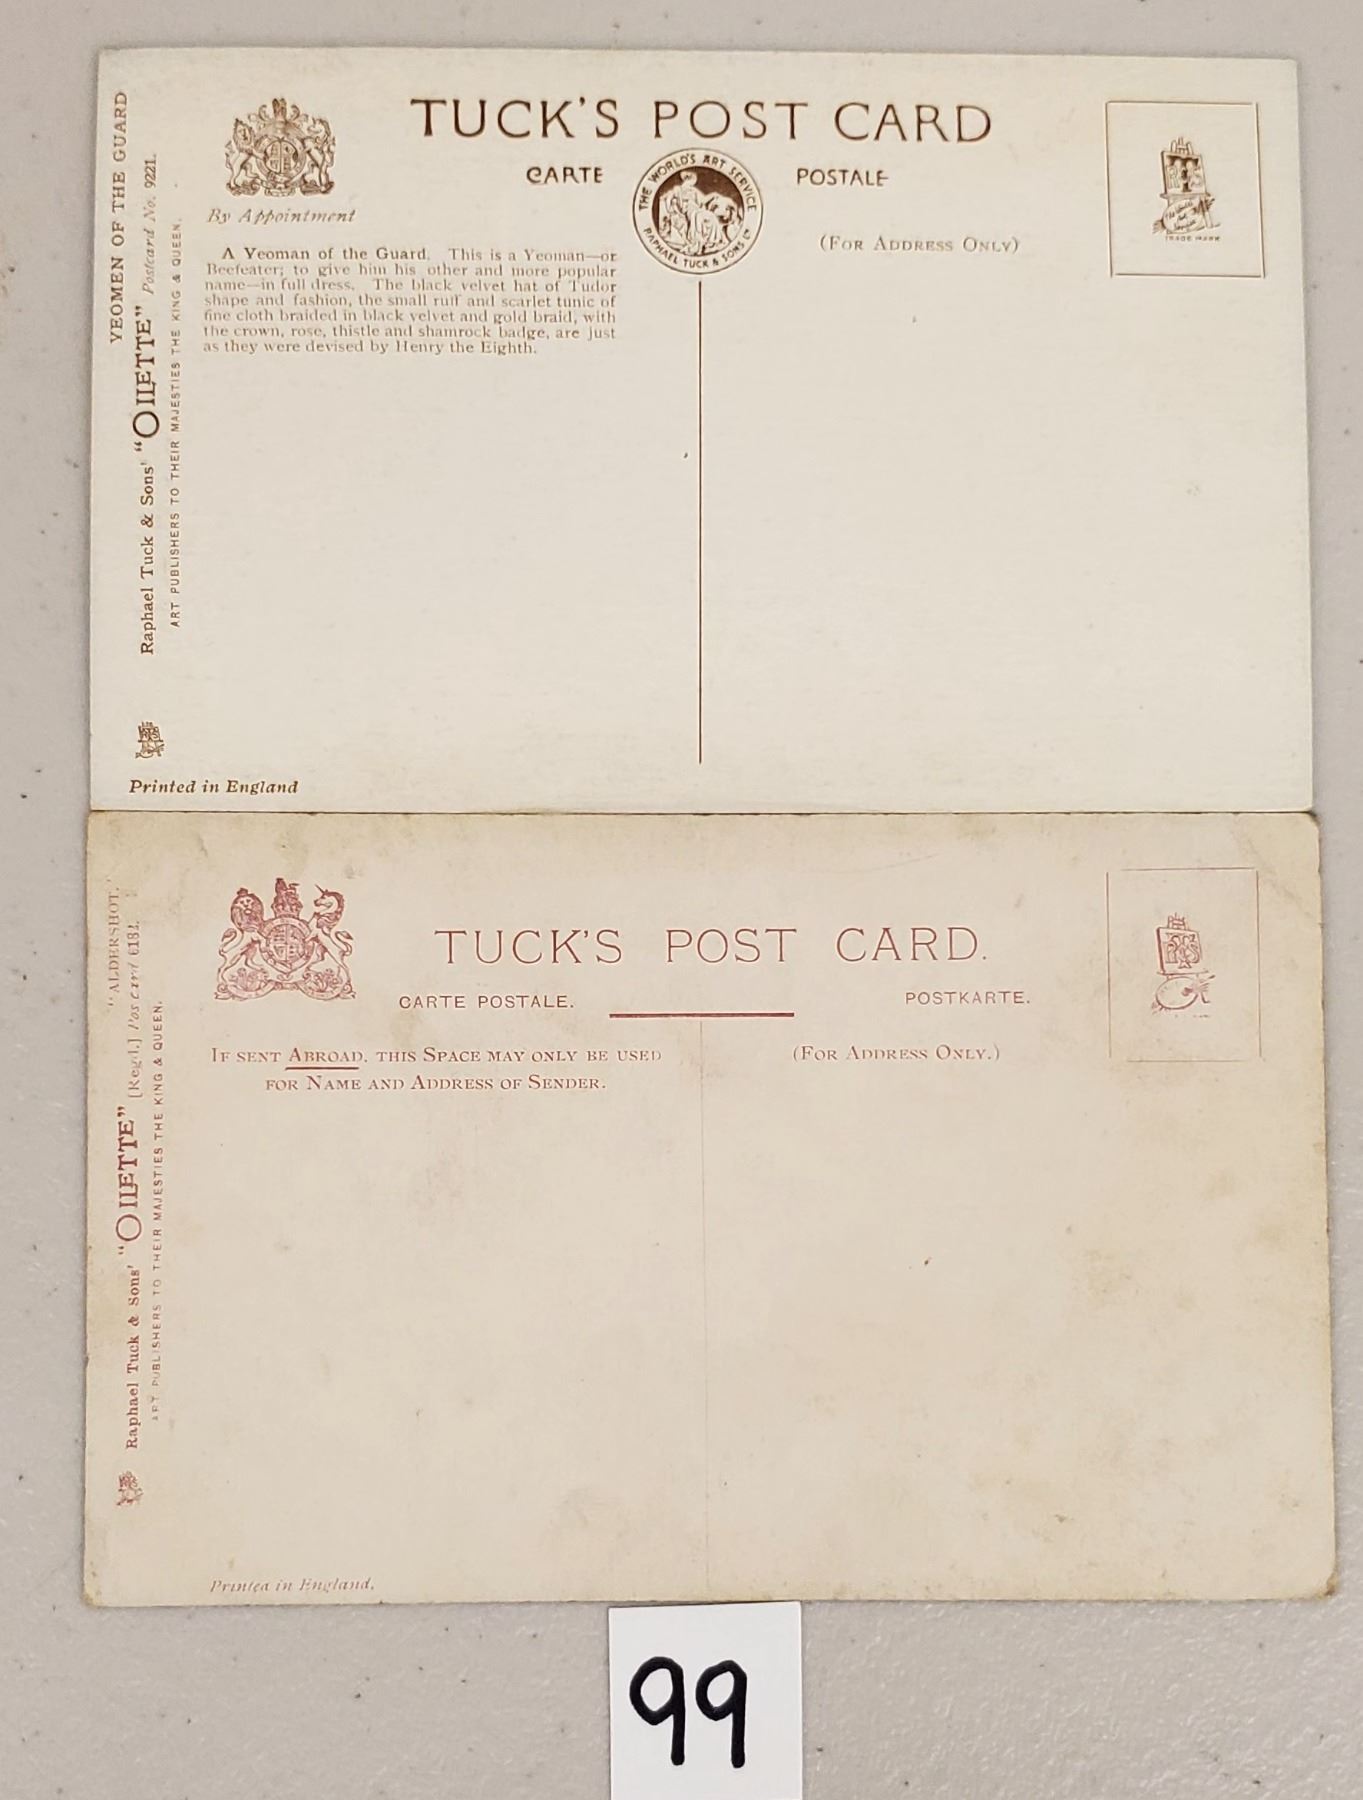 YEOMEN OF THE GUARD
Raphael Tuck & Sons' "OILETTE" Postcard No. 9221.
ART PUBLISHERS TO THEIR MAJESTIES THE KING & QUEEN.
By Appointment
TUCK'S POST CARD
CARTE POSTALE
THE WORLD'S ART SERVICE
RAPHAEL TUCK & SONS LD
(FOR ADDRESS ONLY)
TRADE MARK
A Yeoman of the Guard. This is a Yeoman—or
Beefeater; to give him his other and more popular
name—in full dress. The black velvet hat of Tudor
shape and fashion, the small ruff and scarlet tunic of
fine cloth braided in black velvet and gold braid, with
the crown, rose, thistle and shamrock badge, are just
as they were devised by Henry the Eighth.
Printed in England
"ALDERSHOT."
Raphael Tuck & Sons' "OILETTE" [Regd.] Postcard
ART PUBLISHERS TO THEIR MAJESTIES THE KING & QUEEN.
TUCK'S POST CARD.
CARTE POSTALE. POSTKARTE.
IF SENT ABROAD, THIS SPACE MAY ONLY BE USED
FOR NAME AND ADDRESS OF SENDER.
(FOR ADDRESS ONLY.)
Printed in England.
99